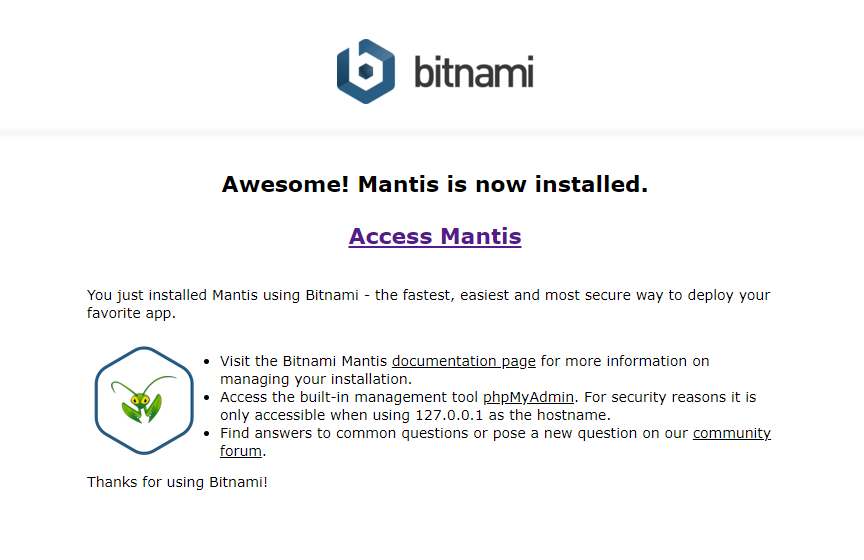 bitnami
Awesome! Mantis is now installed.
Access Mantis
You just installed Mantis using Bitnami - the fastest, easiest and most secure way to deploy your
favorite app.
• Visit the Bitnami Mantis documentation page for more information on
managing your installation.
• Access the built-in management tool phpMyAdmin. For security reasons it is
only accessible when using 127.0.0.1 as the hostname.
• Find answers to common questions or pose a new question on our community
forum.
Thanks for using Bitnami!